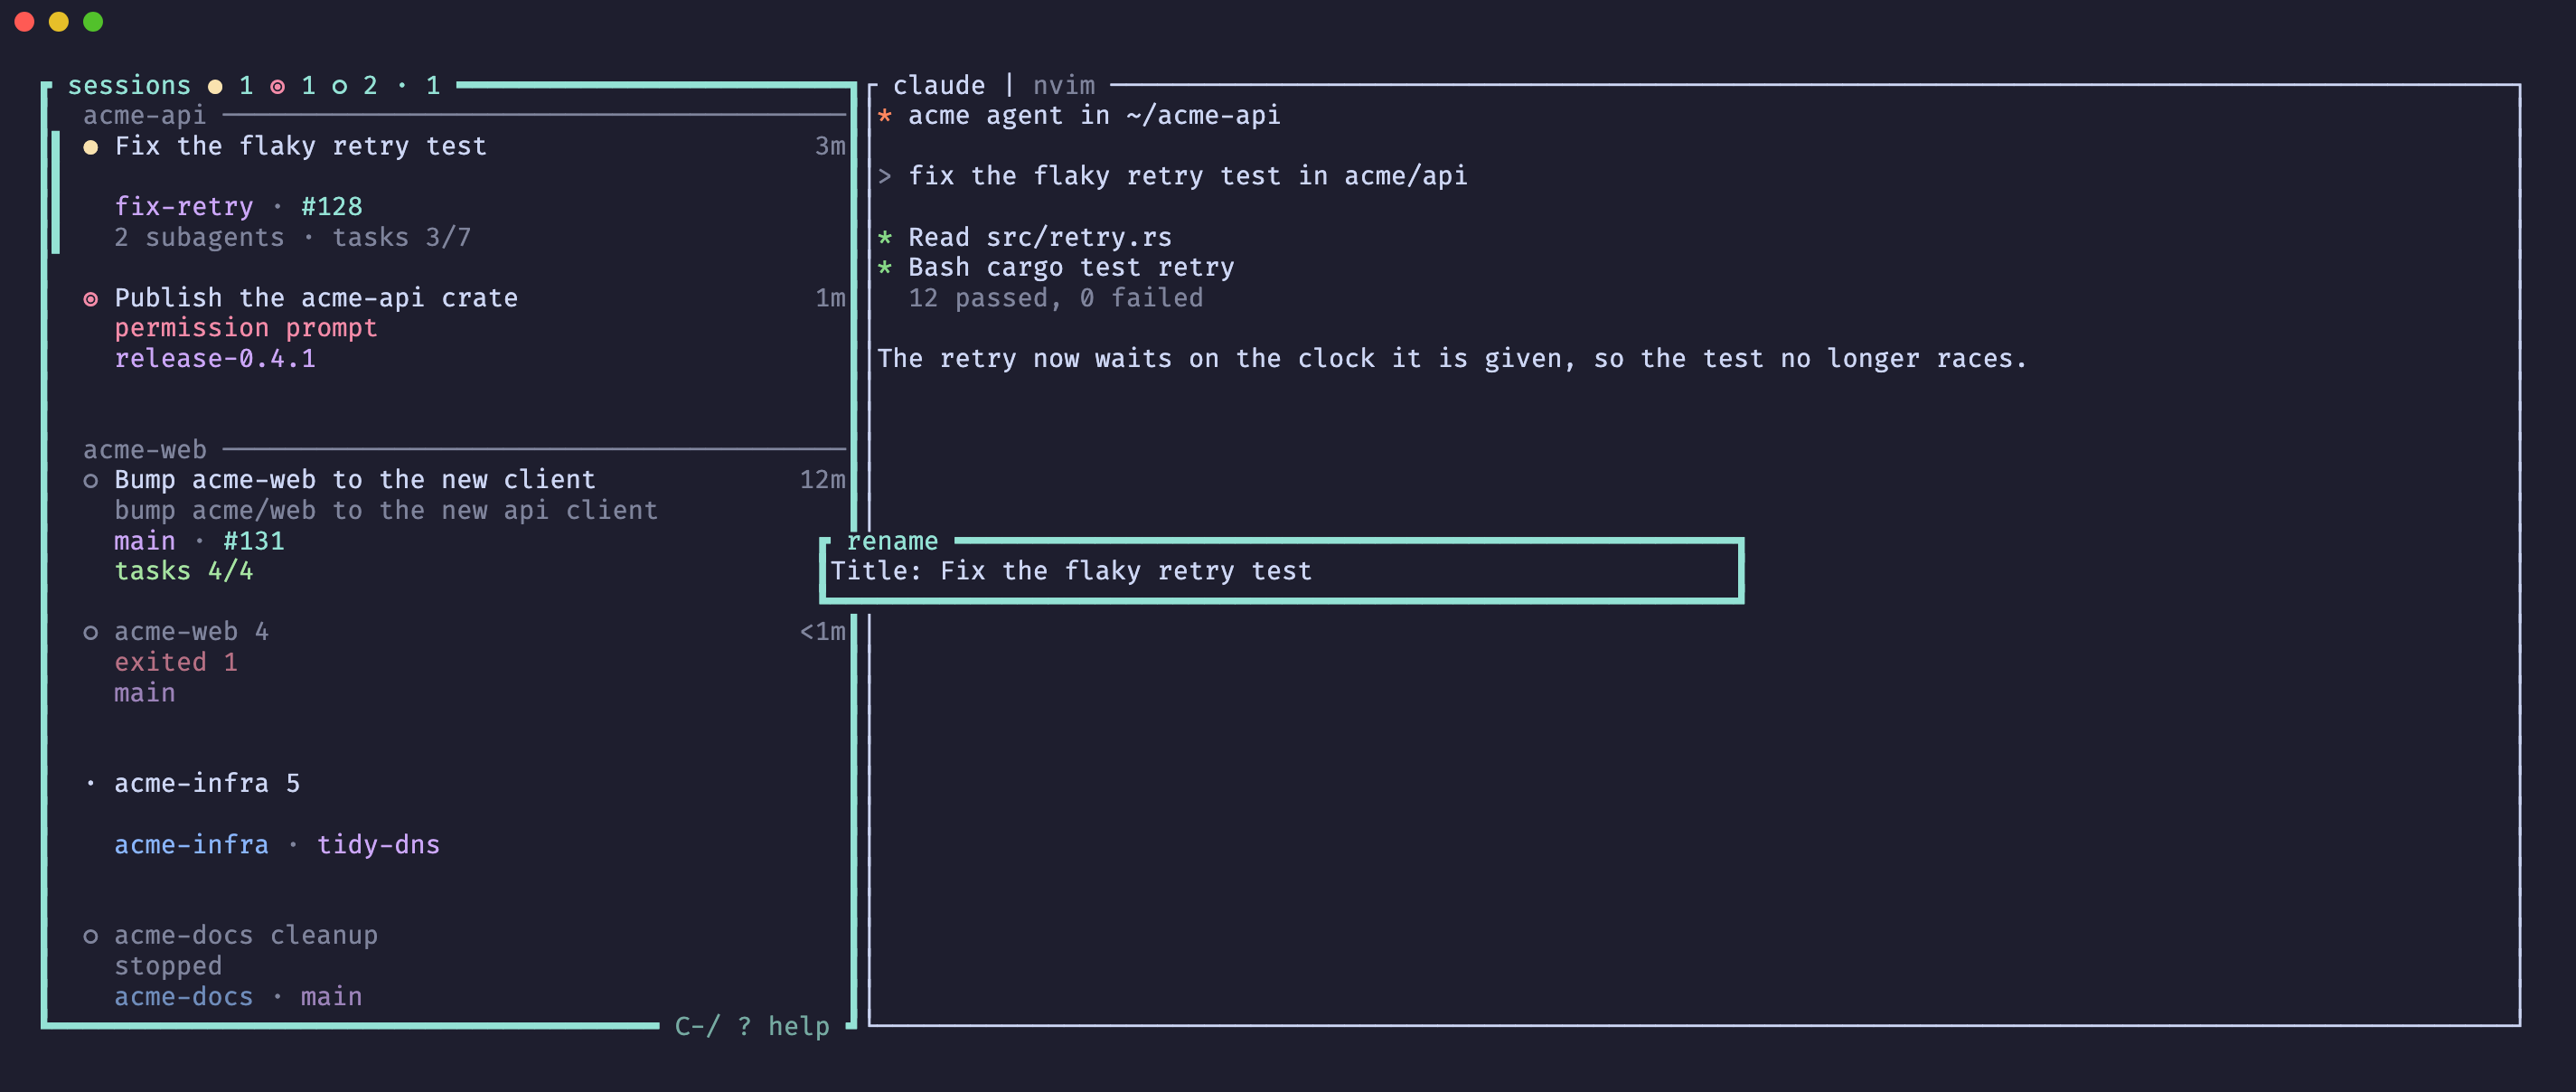 sessions ● 1 ◉ 1 ○ 2 · 1
acme-api
● Fix the flaky retry test 3m
fix-retry · #128
2 subagents · tasks 3/7
◉ Publish the acme-api crate 1m
permission prompt
release-0.4.1
acme-web
○ Bump acme-web to the new client 12m
bump acme/web to the new api client
main · #131
tasks 4/4
○ acme-web 4 <1m
exited 1
main
· acme-infra 5
acme-infra · tidy-dns
○ acme-docs cleanup
stopped
acme-docs · main
C-/ ? help
claude | nvim
* acme agent in ~/acme-api
> fix the flaky retry test in acme/api
* Read src/retry.rs
* Bash cargo test retry
12 passed, 0 failed
The retry now waits on the clock it is given, so the test no longer races.
rename
Title: Fix the flaky retry test